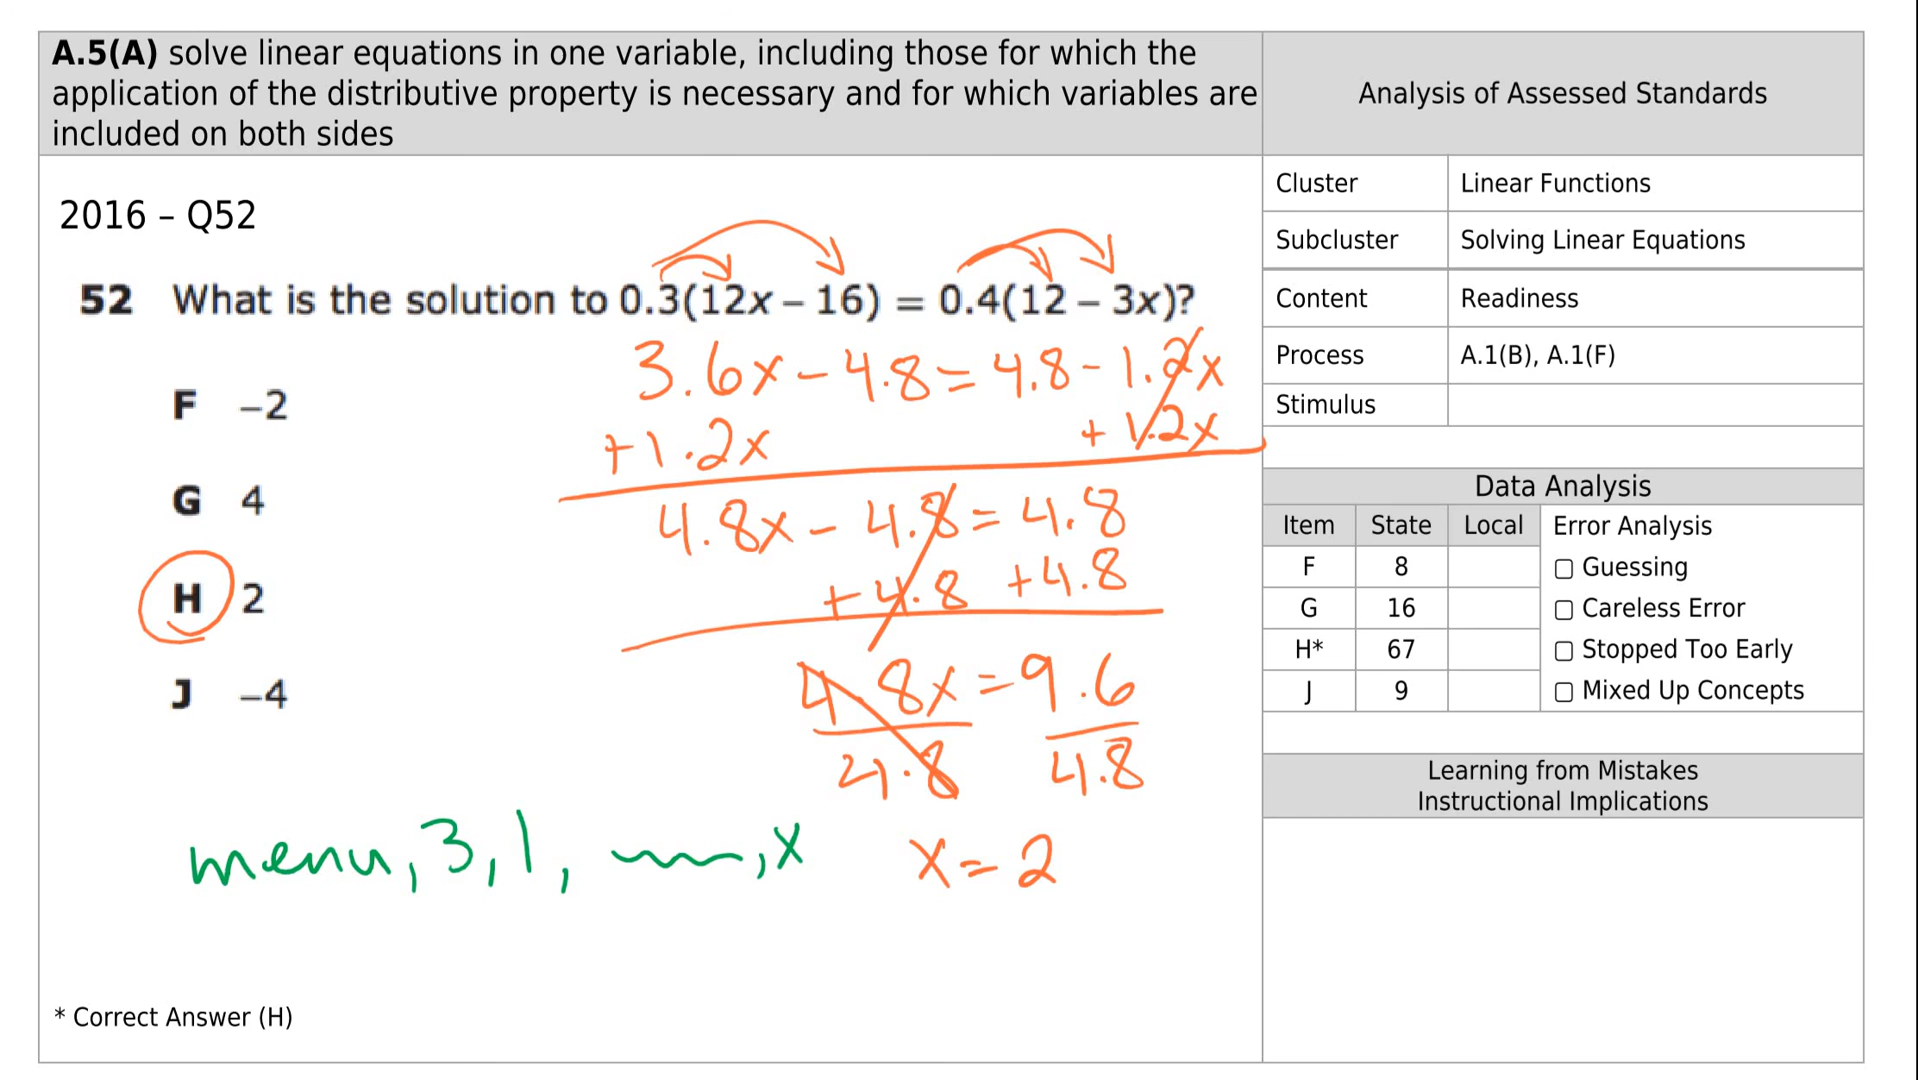 A.5(A) solve linear equations in one variable, including those for which the
application of the distributive property is necessary and for which variables are
included on both sides
Analysis of Assessed Standards
2016 – Q52
52 What is the solution to 0.3(12x – 16) = 0.4(12 – 3x)?
3.6x - 4.8 = 4.8 - 1.2x
+1.2x + 1.2x
F –2
4.8x - 4.8 = 4.8
G 4
+4.8 +4.8
H 2
4.8x = 9.6
4.8 4.8
J –4
x = 2
menu, 3, 1, , x
* Correct Answer (H)
Cluster Linear Functions
Subcluster Solving Linear Equations
Content Readiness
Process A.1(B), A.1(F)
Stimulus
Data Analysis
Item State Local Error Analysis
F 8 Guessing
G 16 Careless Error
H* 67 Stopped Too Early
J 9 Mixed Up Concepts
Learning from Mistakes
Instructional Implications